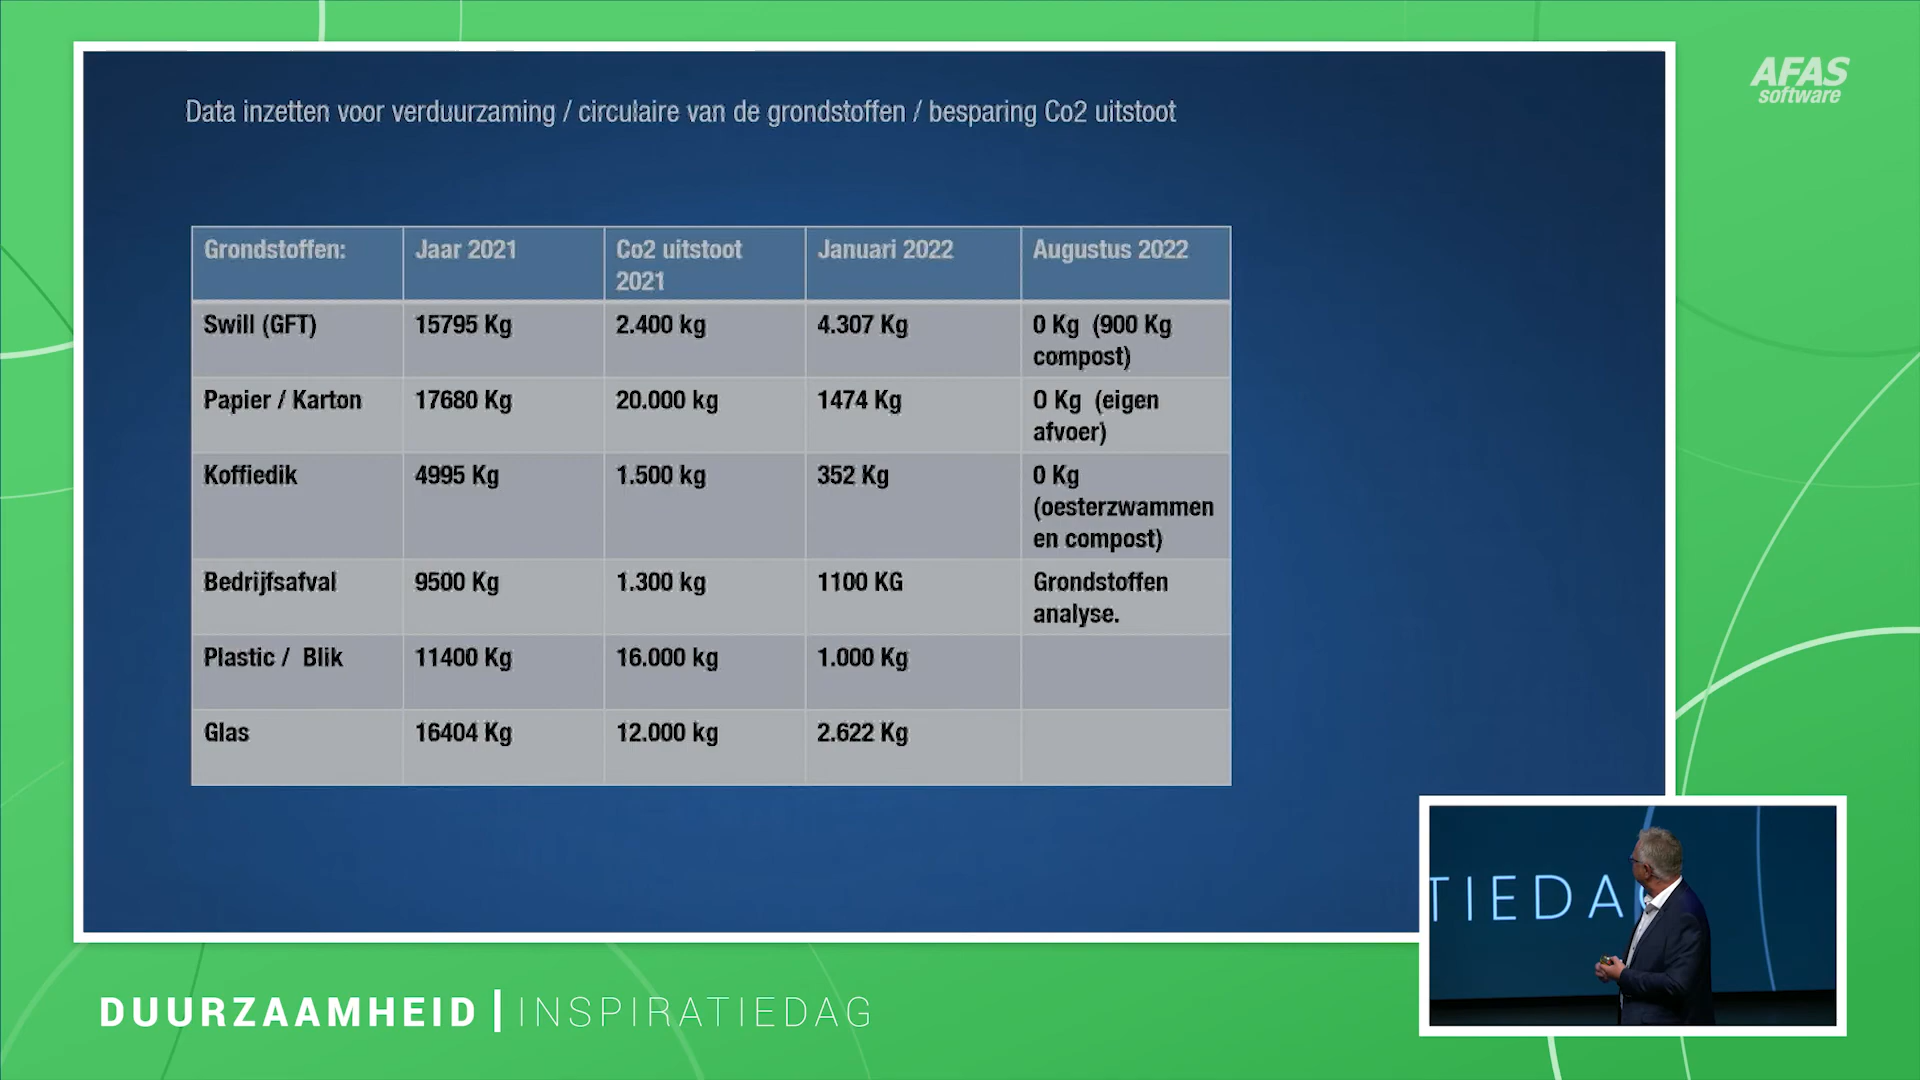 AFAS
software
Data inzetten voor verduurzaming / circulaire van de grondstoffen / besparing Co2 uitstoot
Grondstoffen: Jaar 2021 Co2 uitstoot 2021 Januari 2022 Augustus 2022
Swill (GFT) 15795 Kg 2.400 kg 4.307 Kg 0 Kg (900 Kg compost)
Papier / Karton 17680 Kg 20.000 kg 1474 Kg 0 Kg (eigen afvoer)
Koffiedik 4995 Kg 1.500 kg 352 Kg 0 Kg (oesterzwammen en compost)
Bedrijfsafval 9500 Kg 1.300 kg 1100 KG Grondstoffen analyse.
Plastic / Blik 11400 Kg 16.000 kg 1.000 Kg
Glas 16404 Kg 12.000 kg 2.622 Kg
TIEDA
DUURZAAMHEID | INSPIRATIEDAG